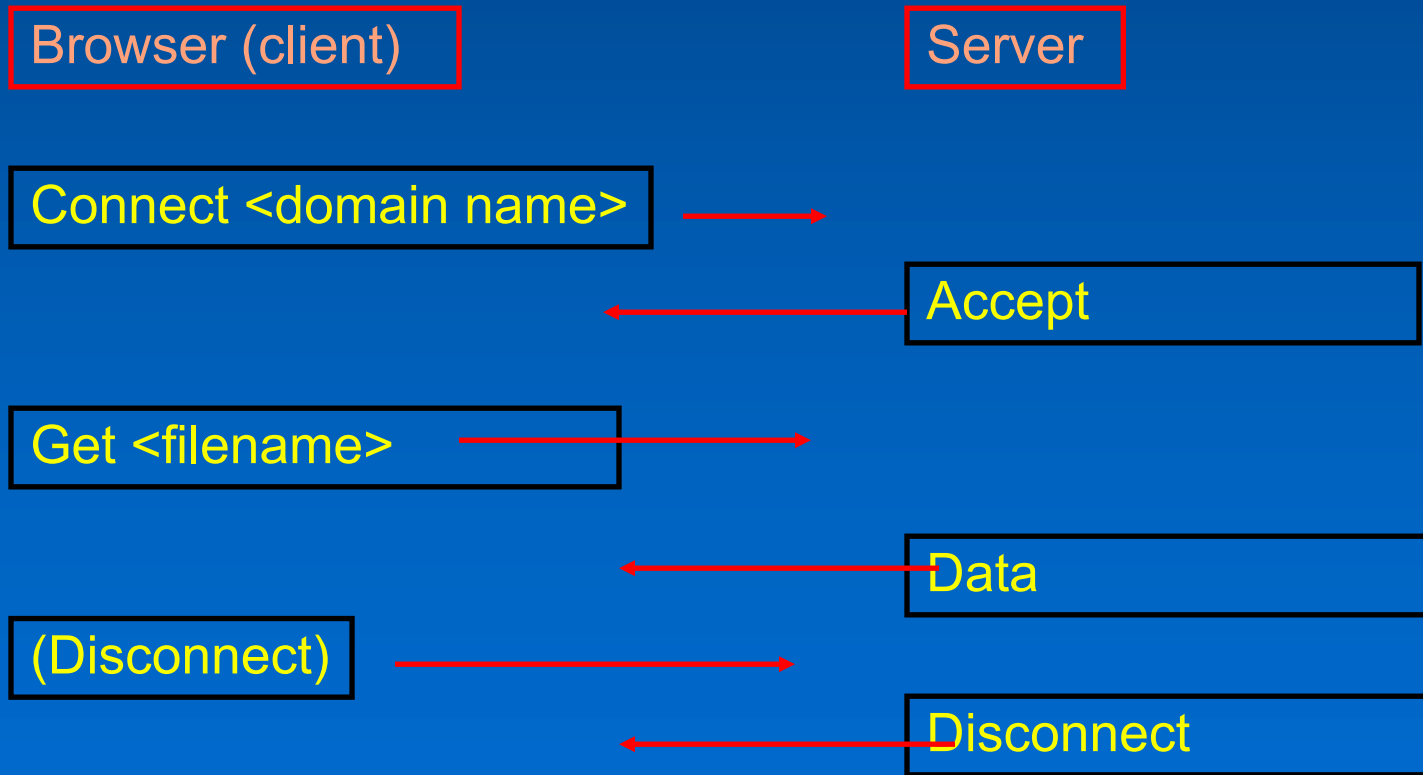 Browser (client)
Server
Connect <domain name>
Accept
Get <filename>
Data
(Disconnect)
Disconnect